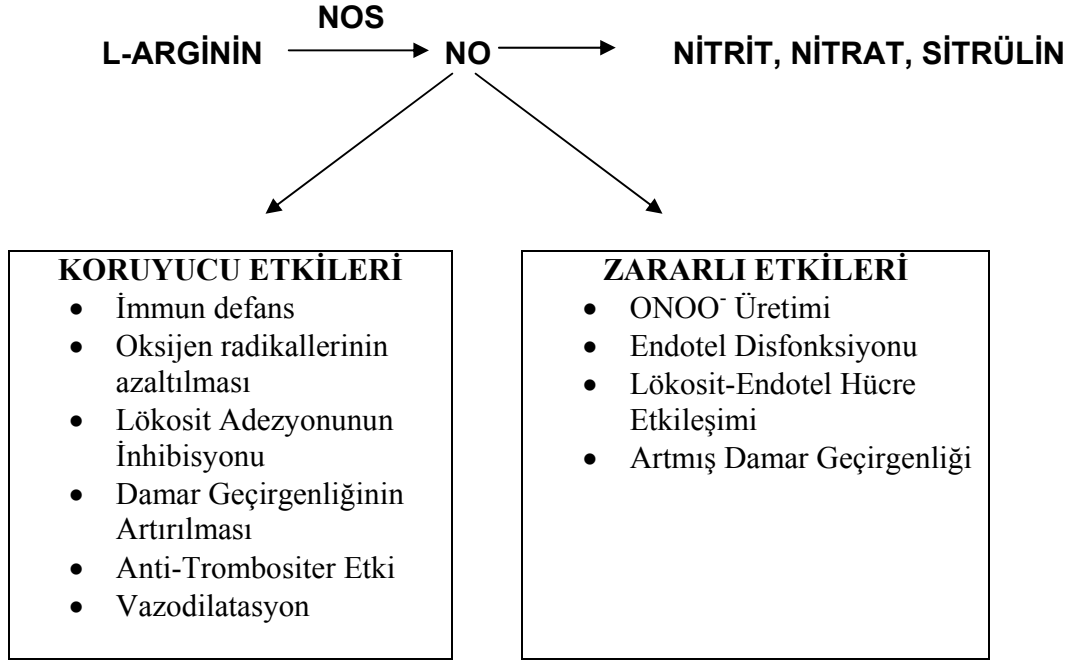 NOS
L-ARGİNİN NO NİTRİT, NİTRAT, SİTRÜLİN
KORUYUCU ETKİLERİ
• İmmun defans
• Oksijen radikallerinin
azaltılması
• Lökosit Adezyonunun
İnhibisyonu
• Damar Geçirgenliğinin
Artırılması
• Anti-Trombositer Etki
• Vazodilatasyon
ZARARLI ETKİLERİ
• ONOO⁻ Üretimi
• Endotel Disfonksiyonu
• Lökosit-Endotel Hücre
Etkileşimi
• Artmış Damar Geçirgenliği